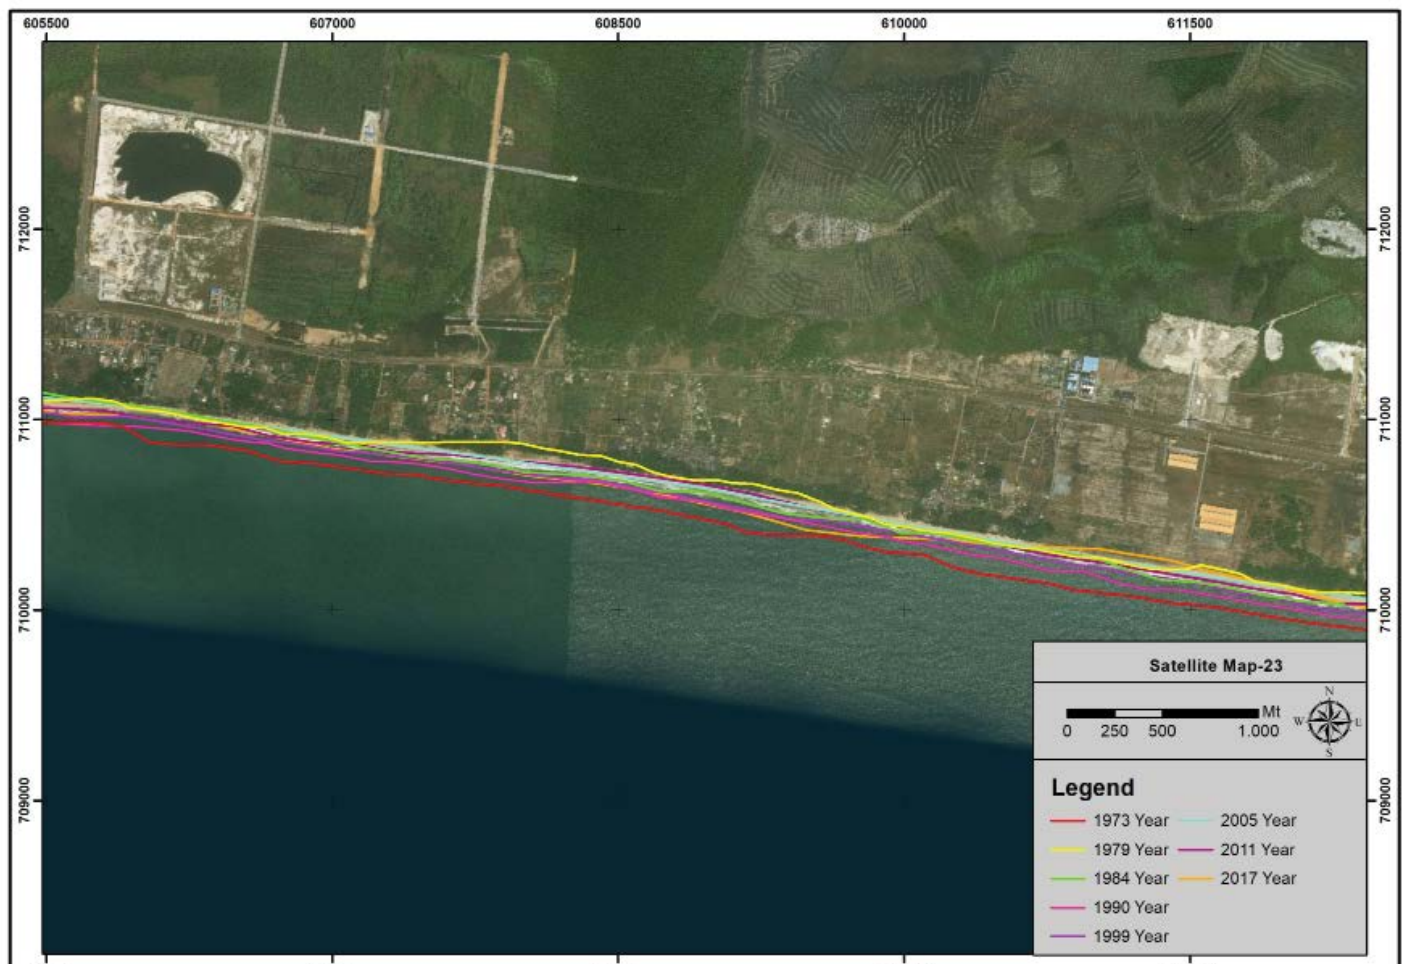 605500 607000 608500 610000 611500
712000 712000
711000 711000
710000 710000
709000 709000
Satellite Map-23
N
W E
S
Mt
0 250 500 1.000
Legend
1973 Year 2005 Year
1979 Year 2011 Year
1984 Year 2017 Year
1990 Year
1999 Year